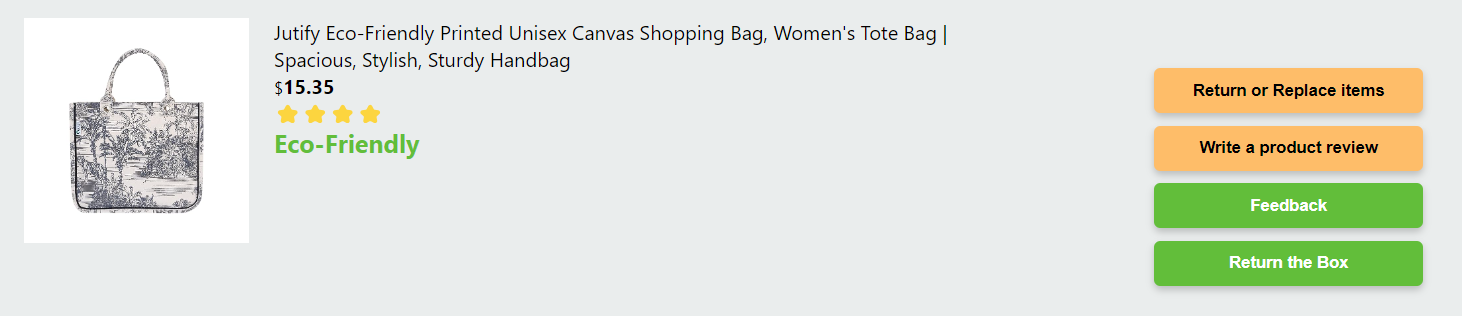 Jutify Eco-Friendly Printed Unisex Canvas Shopping Bag, Women's Tote Bag |
Spacious, Stylish, Sturdy Handbag
$15.35
Eco-Friendly
Return or Replace items
Write a product review
Feedback
Return the Box